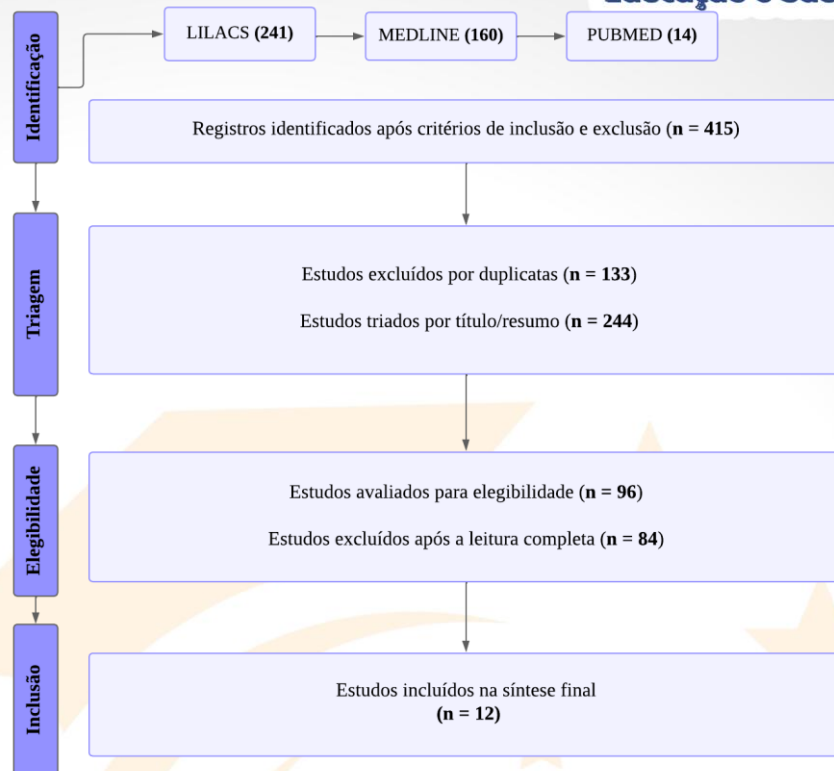 Identificação
LILACS (241)
MEDLINE (160)
PUBMED (14)
Registros identificados após critérios de inclusão e exclusão (n = 415)
Triagem
Estudos excluídos por duplicatas (n = 133)
Estudos triados por título/resumo (n = 244)
Elegibilidade
Estudos avaliados para elegibilidade (n = 96)
Estudos excluídos após a leitura completa (n = 84)
Inclusão
Estudos incluídos na síntese final
(n = 12)